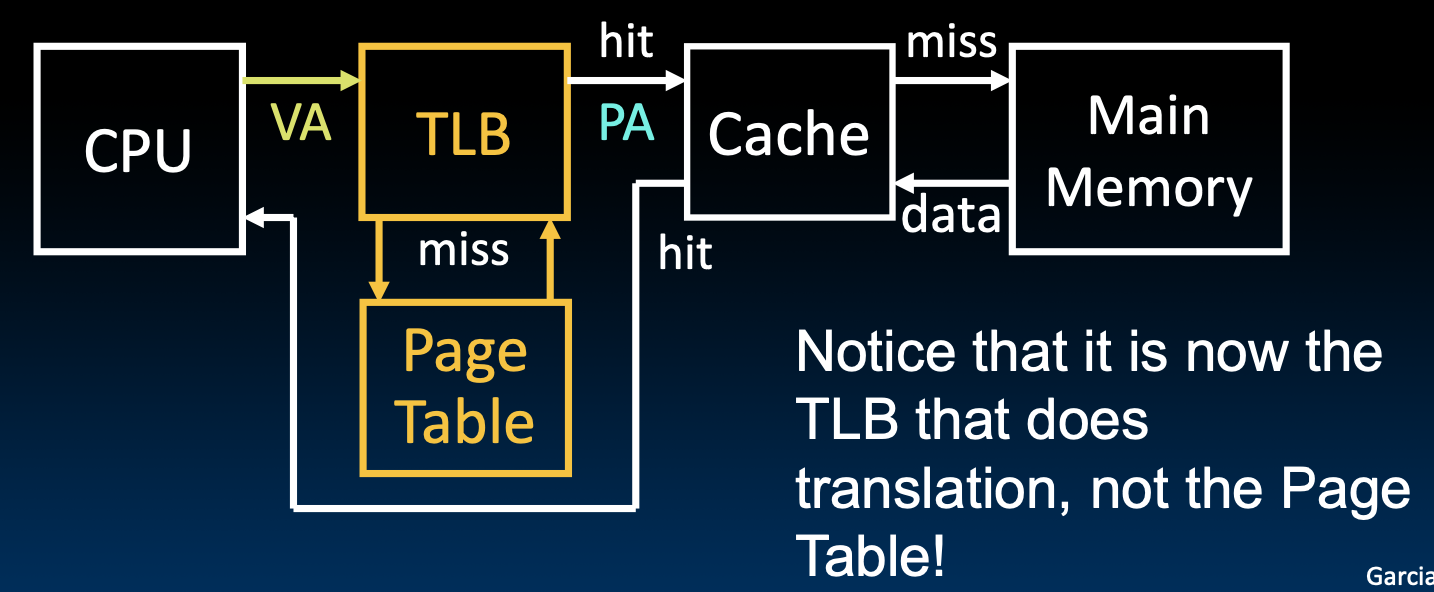 hit
miss
CPU
VA
TLB
PA
Cache
Main
Memory
miss
hit
data
Page
Table
Notice that it is now the
TLB that does
translation, not the Page
Table!
Garcia